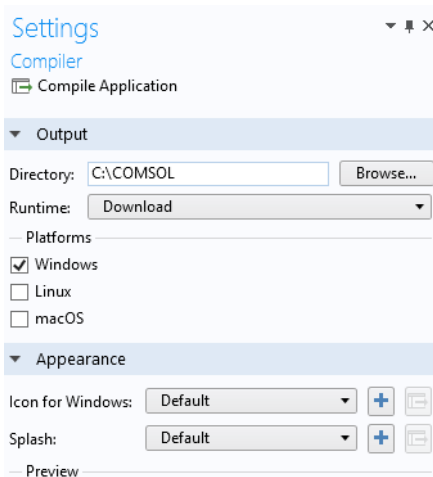 Settings
Compiler
Compile Application
Output
Directory: C:\COMSOL Browse...
Runtime: Download
Platforms
Windows
Linux
macOS
Appearance
Icon for Windows: Default
Splash: Default
Preview